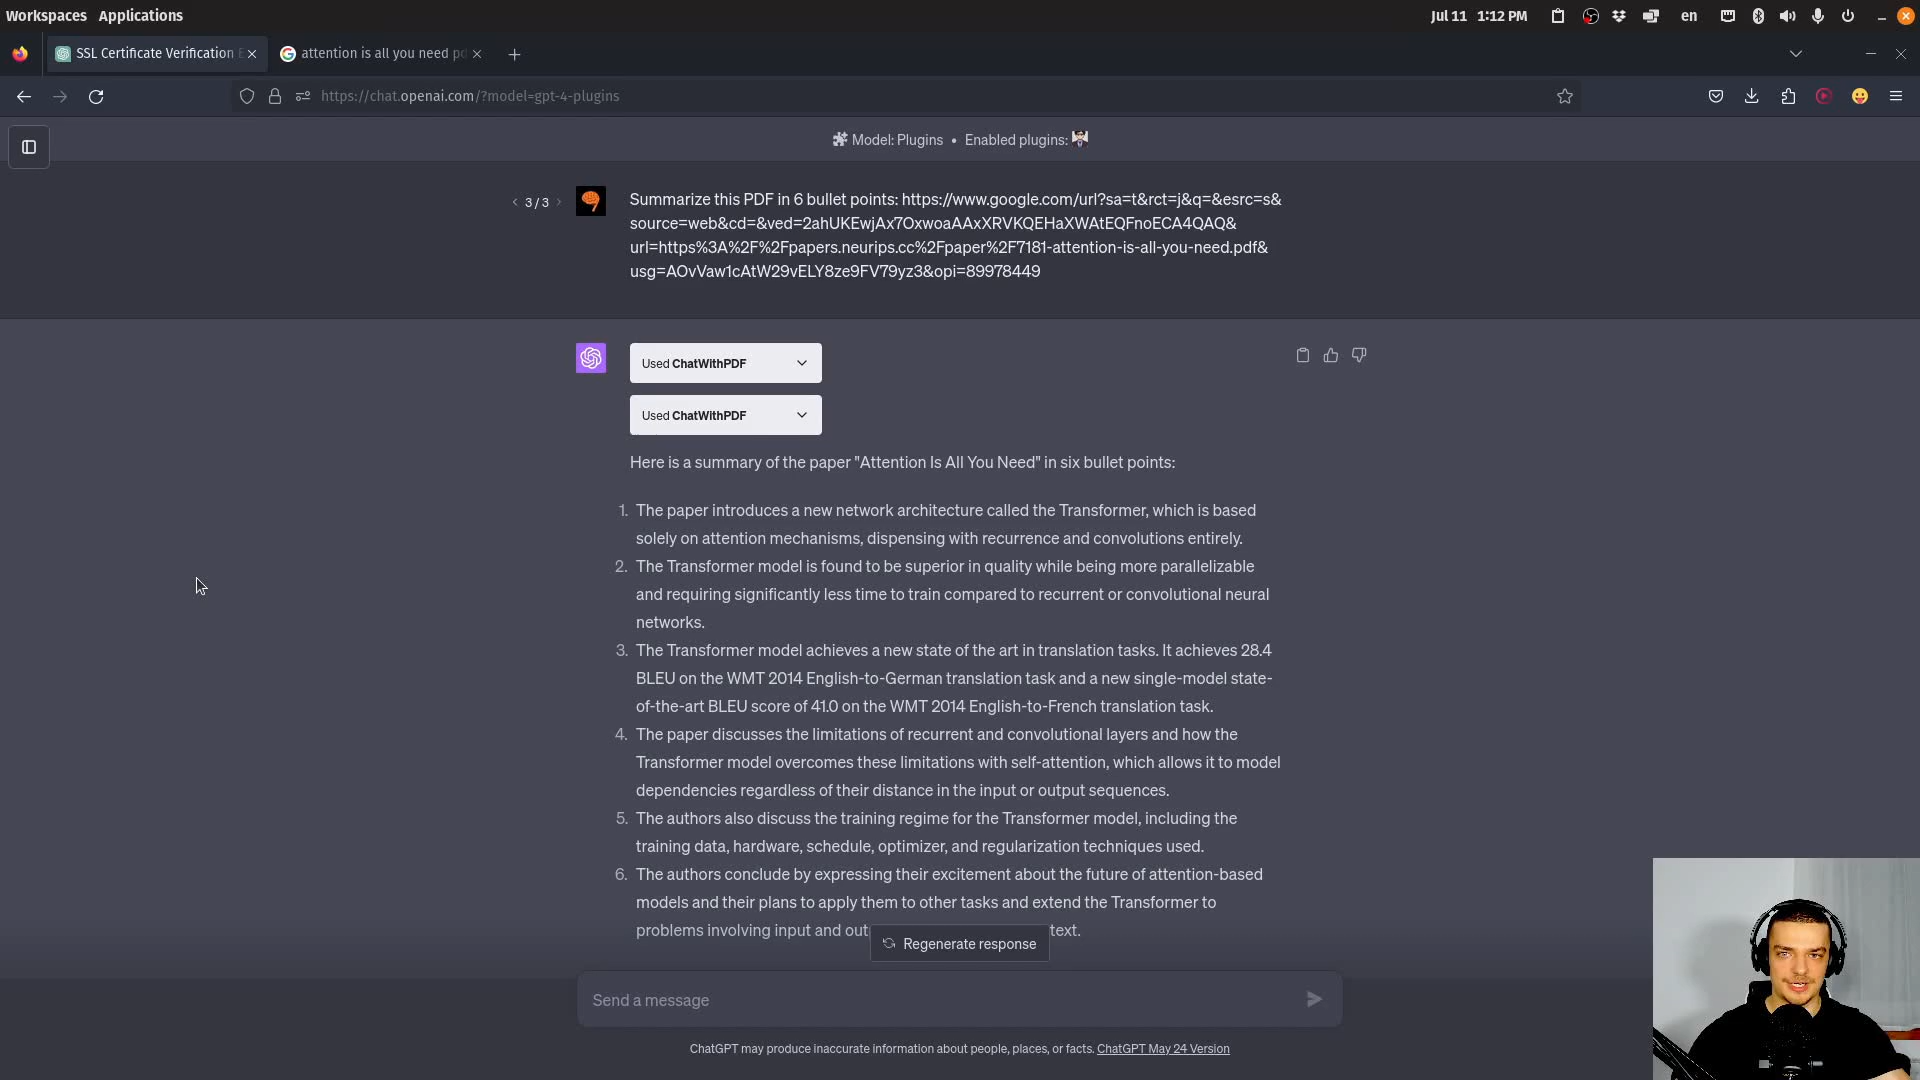 Workspaces Applications
Jul 11 1:12 PM
en
SSL Certificate Verification E
attention is all you need pd
https://chat.openai.com/?model=gpt-4-plugins
Model: Plugins • Enabled plugins:
3 / 3
Summarize this PDF in 6 bullet points: https://www.google.com/url?sa=t&rct=j&q=&esrc=s&
source=web&cd=&ved=2ahUKEwjAx7OxwoaAAxXRVKQEHaXWAtEQFnoECA4QAQ&
url=https%3A%2F%2Fpapers.neurips.cc%2Fpaper%2F7181-attention-is-all-you-need.pdf&
usg=AOvVaw1cAtW29vELY8ze9FV79yz3&opi=89978449
Used ChatWithPDF
Used ChatWithPDF
Here is a summary of the paper "Attention Is All You Need" in six bullet points:
1. The paper introduces a new network architecture called the Transformer, which is based
solely on attention mechanisms, dispensing with recurrence and convolutions entirely.
2. The Transformer model is found to be superior in quality while being more parallelizable
and requiring significantly less time to train compared to recurrent or convolutional neural
networks.
3. The Transformer model achieves a new state of the art in translation tasks. It achieves 28.4
BLEU on the WMT 2014 English-to-German translation task and a new single-model state-
of-the-art BLEU score of 41.0 on the WMT 2014 English-to-French translation task.
4. The paper discusses the limitations of recurrent and convolutional layers and how the
Transformer model overcomes these limitations with self-attention, which allows it to model
dependencies regardless of their distance in the input or output sequences.
5. The authors also discuss the training regime for the Transformer model, including the
training data, hardware, schedule, optimizer, and regularization techniques used.
6. The authors conclude by expressing their excitement about the future of attention-based
models and their plans to apply them to other tasks and extend the Transformer to
problems involving input and out text.
Regenerate response
Send a message
ChatGPT may produce inaccurate information about people, places, or facts. ChatGPT May 24 Version